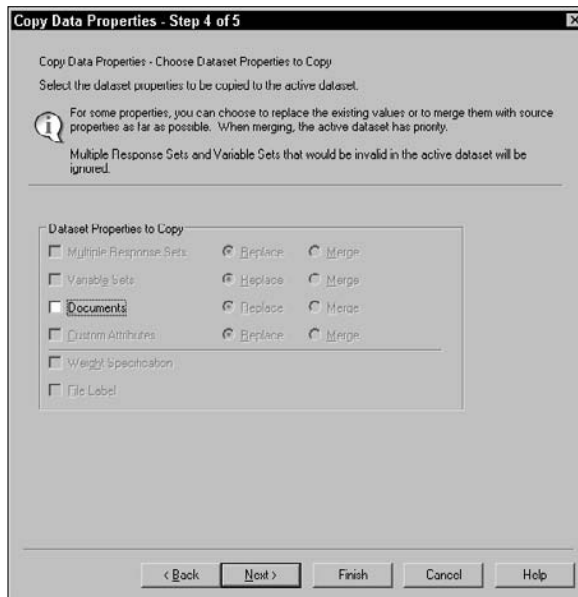 Copy Data Properties - Step 4 of 5
Copy Data Properties - Choose Dataset Properties to Copy
Select the dataset properties to be copied to the active dataset.
For some properties, you can choose to replace the existing values or to merge them with source
properties as far as possible. When merging, the active dataset has priority.
Multiple Response Sets and Variable Sets that would be invalid in the active dataset will be
ignored.
Dataset Properties to Copy
Multiple Response Sets Replace Merge
Variable Sets Replace Merge
Documents Replace Merge
Custom Attributes Replace Merge
Weight Specification
File Label
< Back Next > Finish Cancel Help